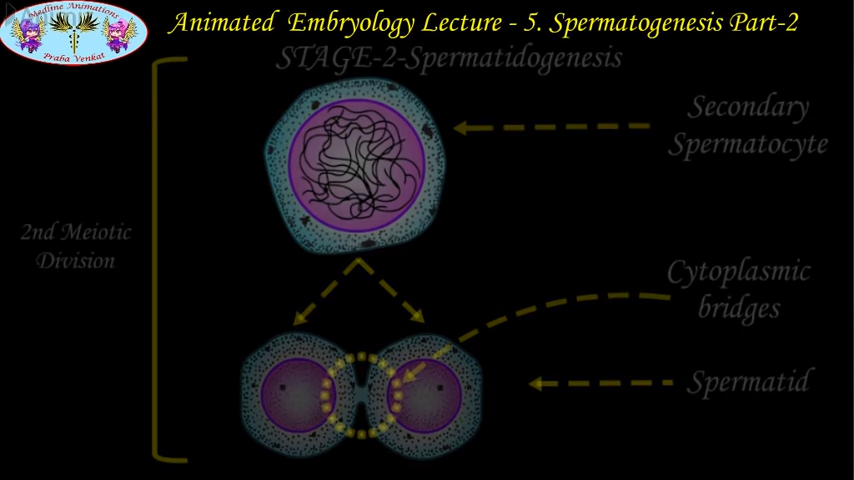 Medline Animations
Praba Venkat
Animated Embryology Lecture - 5. Spermatogenesis Part-2
STAGE-2-Spermatidogenesis
Secondary
Spermatocyte
2nd Meiotic
Division
Cytoplasmic
bridges
Spermatid